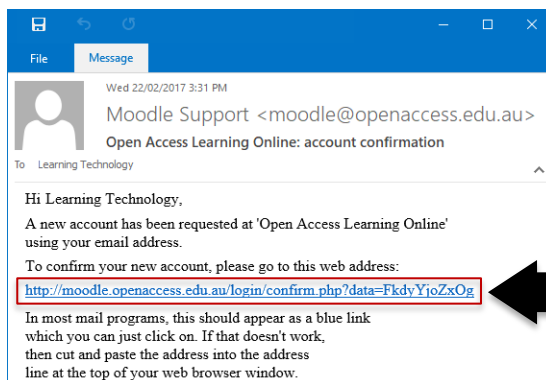 File
Message
Wed 22/02/2017 3:31 PM
Moodle Support <moodle@openaccess.edu.au>
Open Access Learning Online: account confirmation
To Learning Technology
Hi Learning Technology,
A new account has been requested at 'Open Access Learning Online'
using your email address.
To confirm your new account, please go to this web address:
http://moodle.openaccess.edu.au/login/confirm.php?data=FkdyYjoZxOg
In most mail programs, this should appear as a blue link
which you can just click on. If that doesn't work,
then cut and paste the address into the address
line at the top of your web browser window.